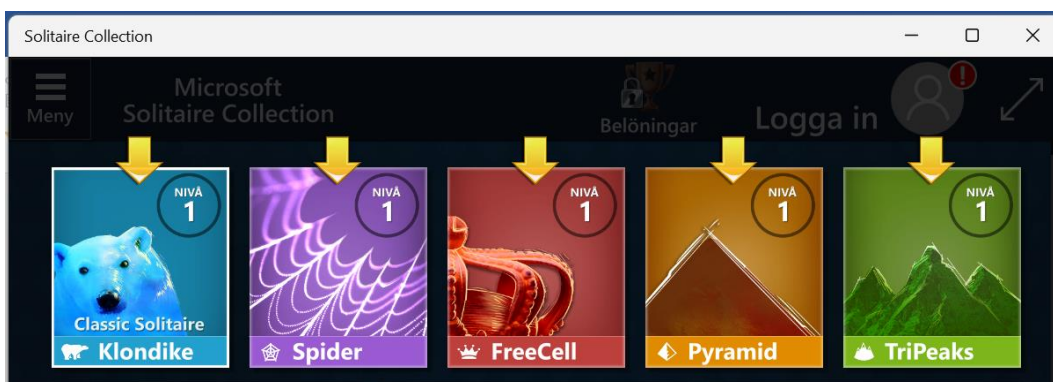 Solitaire Collection
Meny
Microsoft
Solitaire Collection
Belöningar
Logga in
NIVÅ
1
NIVÅ
1
NIVÅ
1
NIVÅ
1
NIVÅ
1
Classic Solitaire
Klondike
Spider
FreeCell
Pyramid
TriPeaks